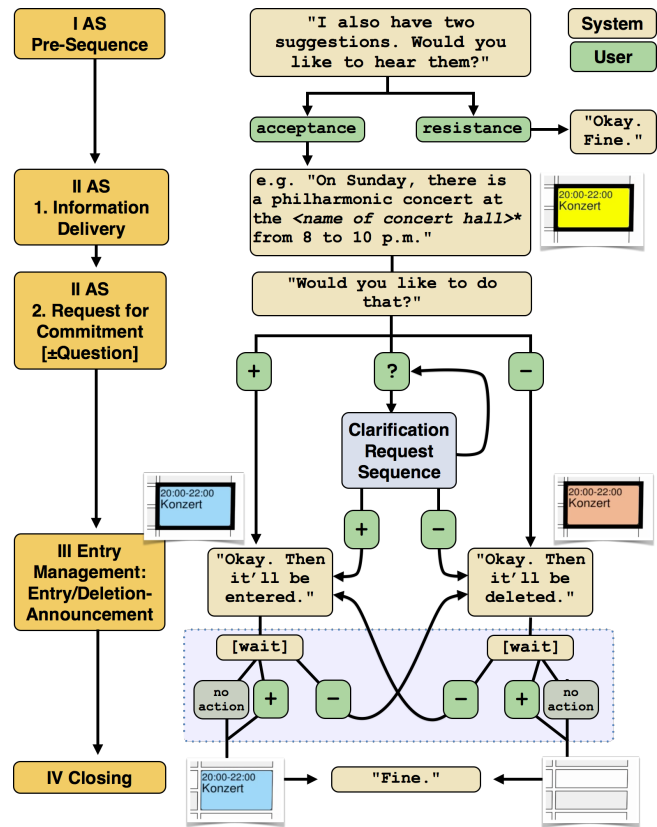 I AS
Pre-Sequence
"I also have two
suggestions. Would you
like to hear them?"
System
User
acceptance
resistance
"Okay.
Fine."
II AS
1. Information
Delivery
e.g. "On Sunday, there is
a philharmonic concert at
the <name of concert hall>*
from 8 to 10 p.m."
20:00-22:00
Konzert
II AS
2. Request for
Commitment
[±Question]
"Would you like to do
that?"
+
?
−
Clarification
Request
Sequence
20:00-22:00
Konzert
20:00-22:00
Konzert
+
−
III Entry
Management:
Entry/Deletion-
Announcement
"Okay. Then
it'll be
entered."
"Okay. Then
it'll be
deleted."
[wait]
[wait]
no
action
+
−
−
+
no
action
IV Closing
20:00-22:00
Konzert
"Fine."